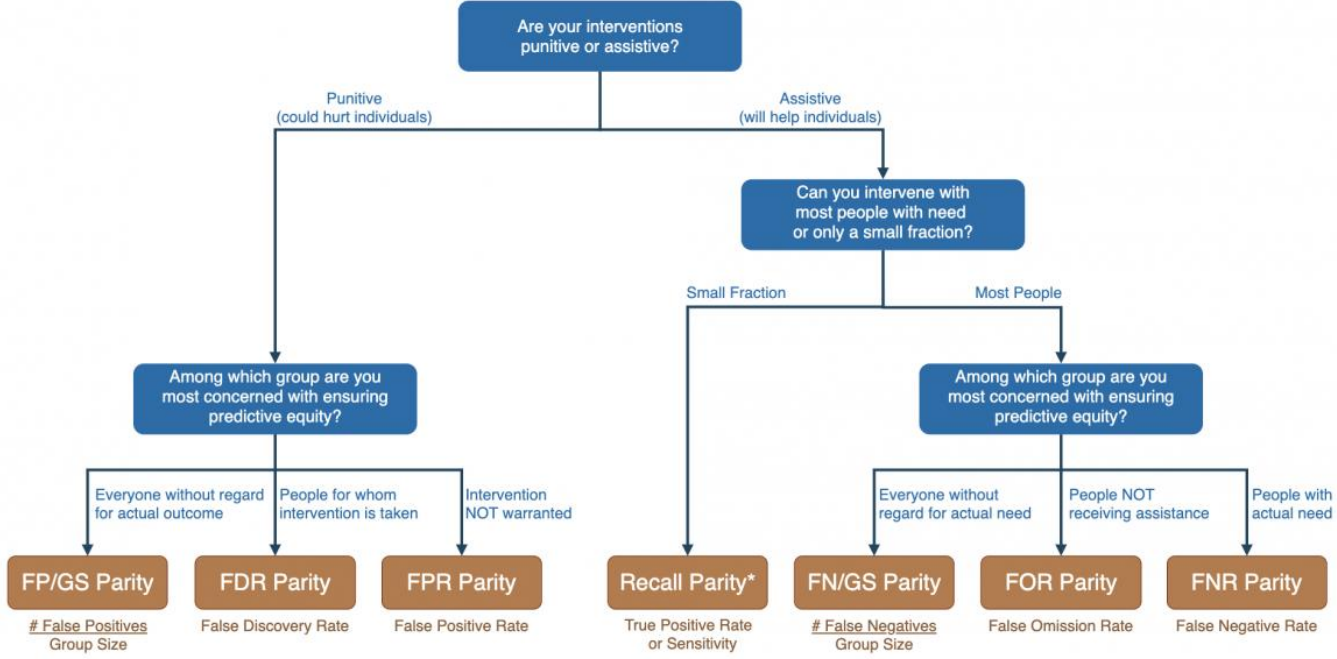 Are your interventions
punitive or assistive?
Punitive
(could hurt individuals)
Assistive
(will help individuals)
Can you intervene with
most people with need
or only a small fraction?
Small Fraction
Most People
Among which group are you
most concerned with ensuring
predictive equity?
Among which group are you
most concerned with ensuring
predictive equity?
Everyone without regard
for actual outcome
People for whom
intervention is taken
Intervention
NOT warranted
Everyone without
regard for actual need
People NOT
receiving assistance
People with
actual need
FP/GS Parity
FDR Parity
FPR Parity
Recall Parity*
FN/GS Parity
FOR Parity
FNR Parity
# False Positives
Group Size
False Discovery Rate
False Positive Rate
True Positive Rate
or Sensitivity
# False Negatives
Group Size
False Omission Rate
False Negative Rate